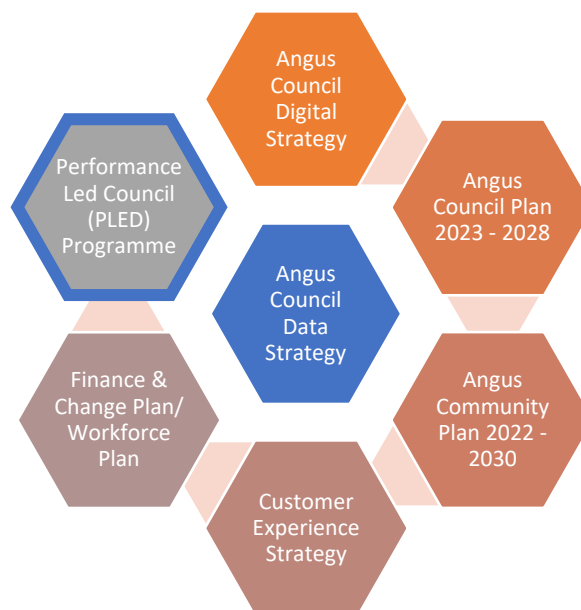 Angus
Council
Digital
Strategy
Performance
Led Council
(PLED)
Programme
Angus
Council Plan
2023 - 2028
Angus
Council
Data
Strategy
Finance &
Change Plan/
Workforce
Plan
Angus
Community
Plan 2022 -
2030
Customer
Experience
Strategy